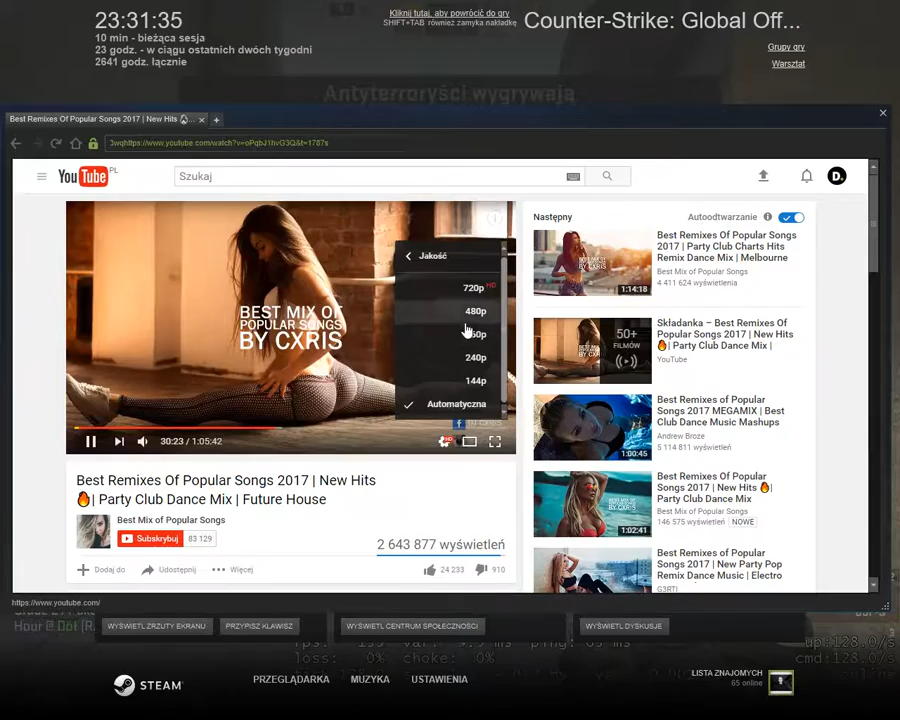 23:31:35
10 min - bieżąca sesja
23 godz. - w ciągu ostatnich dwóch tygodni
2641 godz. łącznie
Kliknij tutaj, aby powrócić do gry
SHIFT+TAB również zamyka nakładkę
Counter-Strike: Global Off...
Grupy gry
Warsztat
Antyterroryści wygrywają
Best Remixes Of Popular Songs 2017 | New Hits 🔥...
3wqhttps://www.youtube.com/watch?v=oPqbJ1hvG3Q&t=1787s
YouTube PL
Szukaj
D.
BEST MIX OF
POPULAR SONGS
BY CXRIS
Jakość
720p HD
480p
240p
144p
Automatyczna
30:23 / 1:05:42
HD
Best Remixes Of Popular Songs 2017 | New Hits
🔥| Party Club Dance Mix | Future House
Best Mix of Popular Songs
Subskrybuj 83 129
2 643 877 wyświetleń
Dodaj do Udostępnij Więcej 24 233 910
Następny Autoodtwarzanie
Best Remixes Of Popular Songs
2017 | Party Club Charts Hits
Remix Dance Mix | Melbourne
Best Mix of Popular Songs
4 411 624 wyświetlenia
1:14:18
Składanka – Best Remixes Of
Popular Songs 2017 | New Hits
🔥| Party Club Dance Mix |
YouTube
50+
FILMÓW
Best Remixes of Popular Songs
2017 MEGAMIX | Best
Club Dance Music Mashups
Andrew Broze
5 114 811 wyświetleń
1:00:45
Best Remixes Of Popular
Songs 2017 | New Hits 🔥|
Party Club Dance Mix
Best Mix of Popular Songs
146 575 wyświetleń NOWE
1:02:41
Best Remixes of Popular
Songs 2017 | New Party Pop
Remix Dance Music | Electro
G3RTI
https://www.youtube.com/
WYŚWIETL ZRZUTY EKRANU
PRZYPISZ KLAWISZ
WYŚWIETL CENTRUM SPOŁECZNOŚCI
WYŚWIETL DYSKUSJE
up:128.0/s
loss: 0% choke: 0%
cmd:128.0/s
STEAM
PRZEGLĄDARKA MUZYKA USTAWIENIA
LISTA ZNAJOMYCH
65 online